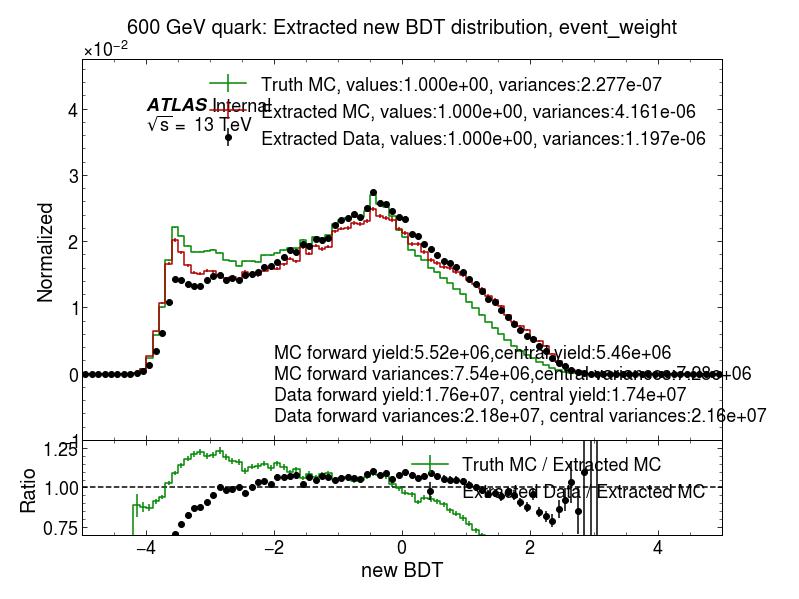 600 GeV quark: Extracted new BDT distribution, event_weight
×10⁻²
Truth MC, values:1.000e+00, variances:2.277e-07
ATLAS Internal
Extracted MC, values:1.000e+00, variances:4.161e-06
√s = 13 TeV
Extracted Data, values:1.000e+00, variances:1.197e-06
4
3
2
1
0
−1
Normalized
MC forward yield:5.52e+06,central yield:5.46e+06
MC forward variances:7.54e+06,central variances:7.28e+06
Data forward yield:1.76e+07, central yield:1.74e+07
Data forward variances:2.18e+07, central variances:2.16e+07
1.25
1.00
0.75
Ratio
Truth MC / Extracted MC
Extracted Data / Extracted MC
−4 −2 0 2 4
new BDT